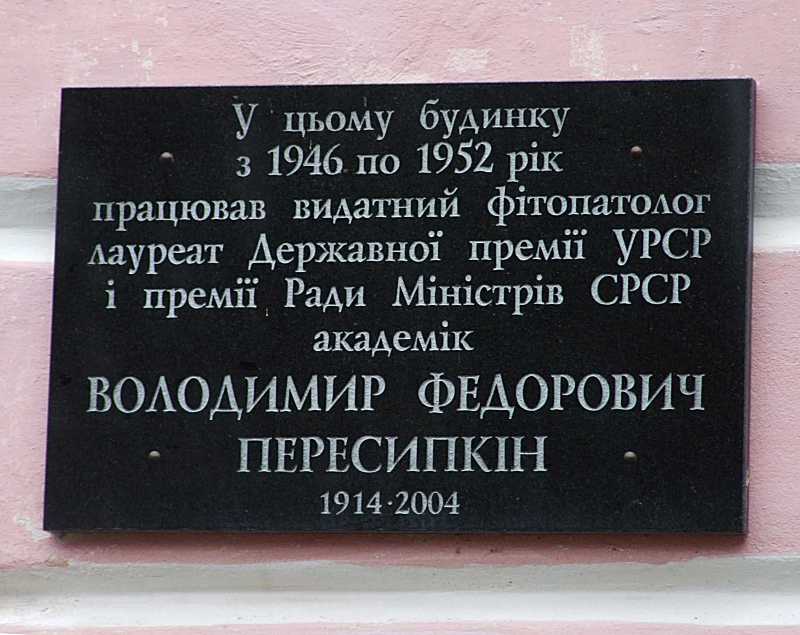 У цьому будинку
з 1946 по 1952 рік
працював видатний фітопатолог
лауреат Державної премії УРСР
і премії Ради Міністрів СРСР
академік
ВОЛОДИМИР ФЕДОРОВИЧ
ПЕРЕСИПКІН
1914·2004